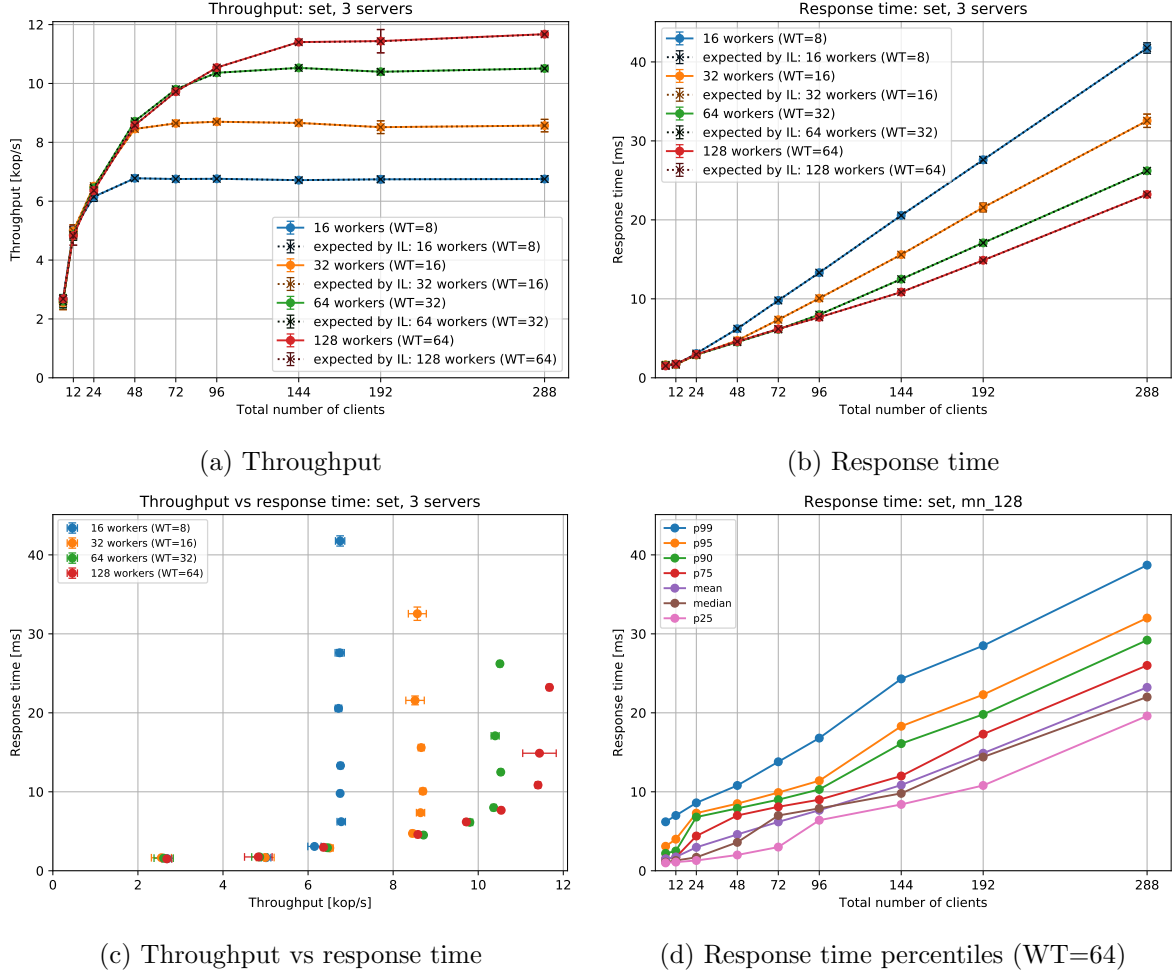 Throughput: set, 3 servers
12
10
8
6
4
2
0
Throughput [kop/s]
16 workers (WT=8)
expected by IL: 16 workers (WT=8)
32 workers (WT=16)
expected by IL: 32 workers (WT=16)
64 workers (WT=32)
expected by IL: 64 workers (WT=32)
128 workers (WT=64)
expected by IL: 128 workers (WT=64)
12 24 48 72 96 144 192 288
Total number of clients
(a) Throughput
Response time: set, 3 servers
16 workers (WT=8)
expected by IL: 16 workers (WT=8)
32 workers (WT=16)
expected by IL: 32 workers (WT=16)
64 workers (WT=32)
expected by IL: 64 workers (WT=32)
128 workers (WT=64)
expected by IL: 128 workers (WT=64)
40
30
20
10
0
Response time [ms]
12 24 48 72 96 144 192 288
Total number of clients
(b) Response time
Throughput vs response time: set, 3 servers
16 workers (WT=8)
32 workers (WT=16)
64 workers (WT=32)
128 workers (WT=64)
40
30
20
10
0
Response time [ms]
0 2 4 6 8 10 12
Throughput [kop/s]
(c) Throughput vs response time
Response time: set, mn_128
p99
p95
p90
p75
mean
median
p25
40
30
20
10
0
Response time [ms]
12 24 48 72 96 144 192 288
Total number of clients
(d) Response time percentiles (WT=64)